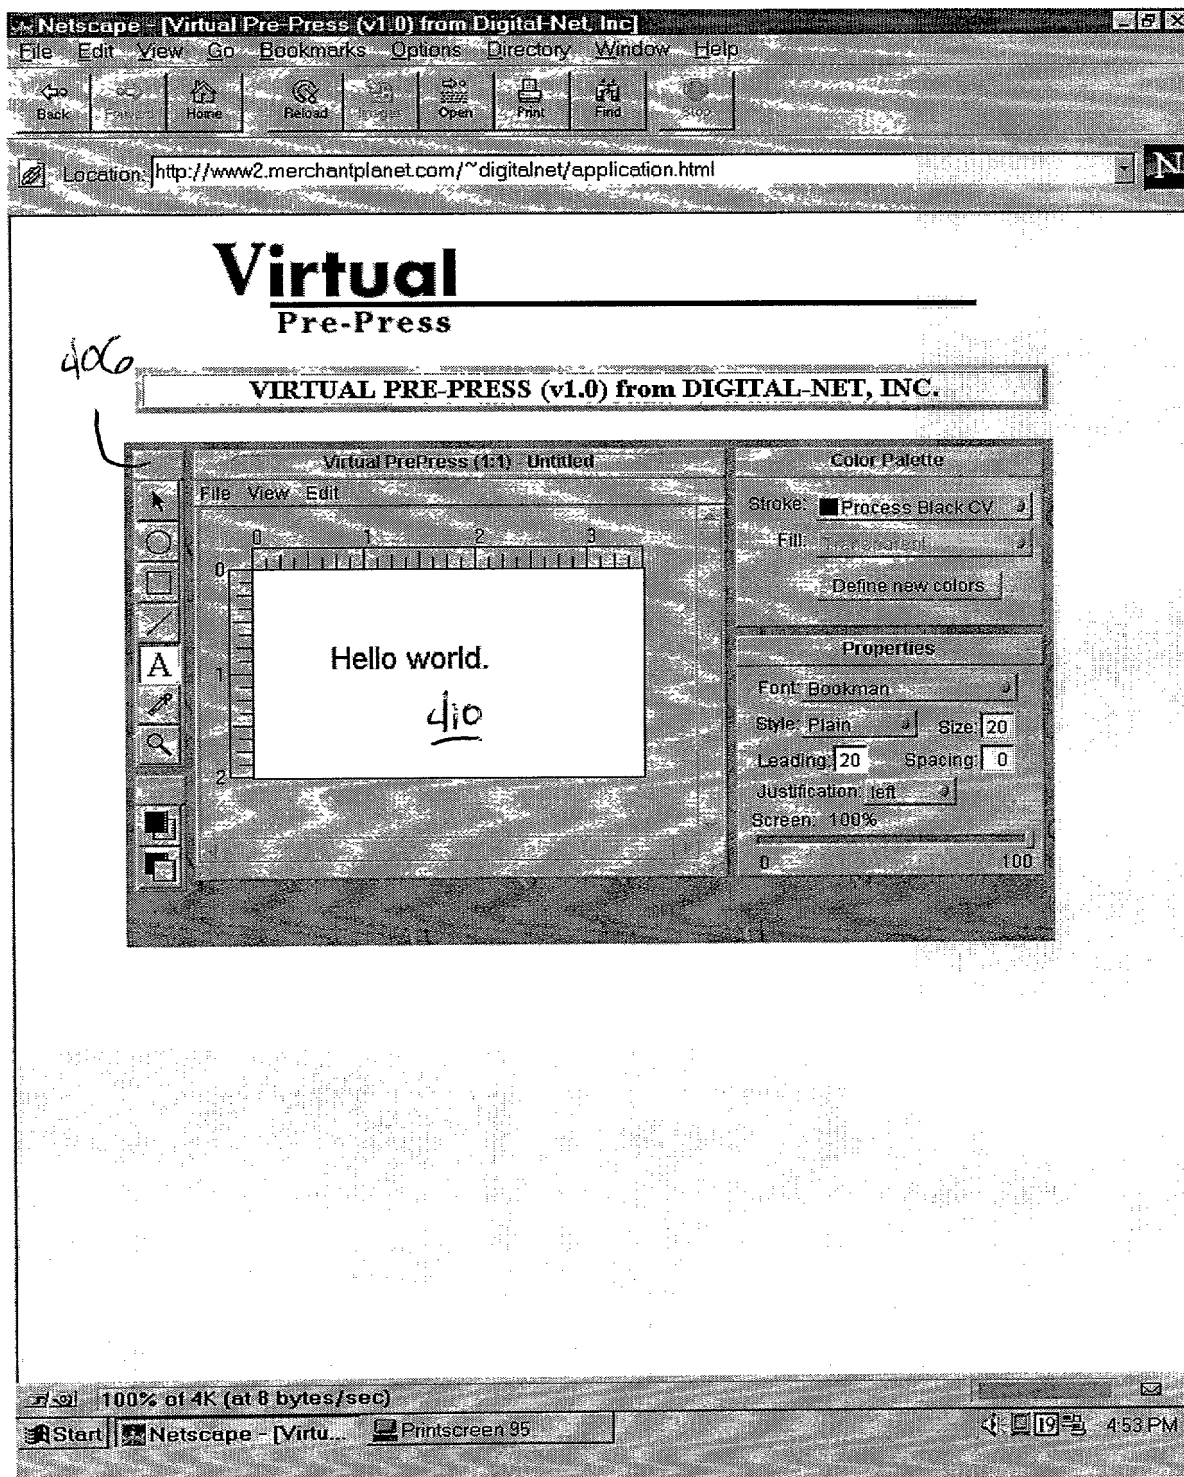 Netscape - [Virtual Pre-Press (v1.0) from Digital-Net, Inc]
File Edit View Go Bookmarks Options Directory Window Help
Back Forward Home Reload Images Open Print Find Stop
Location: http://www2.merchantplanet.com/~digitalnet/application.html
N
Virtual
Pre-Press
406
VIRTUAL PRE-PRESS (v1.0) from DIGITAL-NET, INC.
Virtual PrePress (1:1) Untitled
File View Edit
0 1 2 3
0
1
2
Hello world.
410
A
Color Palette
Stroke: Process Black CV
Fill: Transparent
Define new colors
Properties
Font: Bookman
Style: Plain Size: 20
Leading: 20 Spacing: 0
Justification: left
Screen: 100%
0 100
100% of 4K (at 8 bytes/sec)
Start Netscape - [Virtu... Printscreen 95 19 4:53 PM